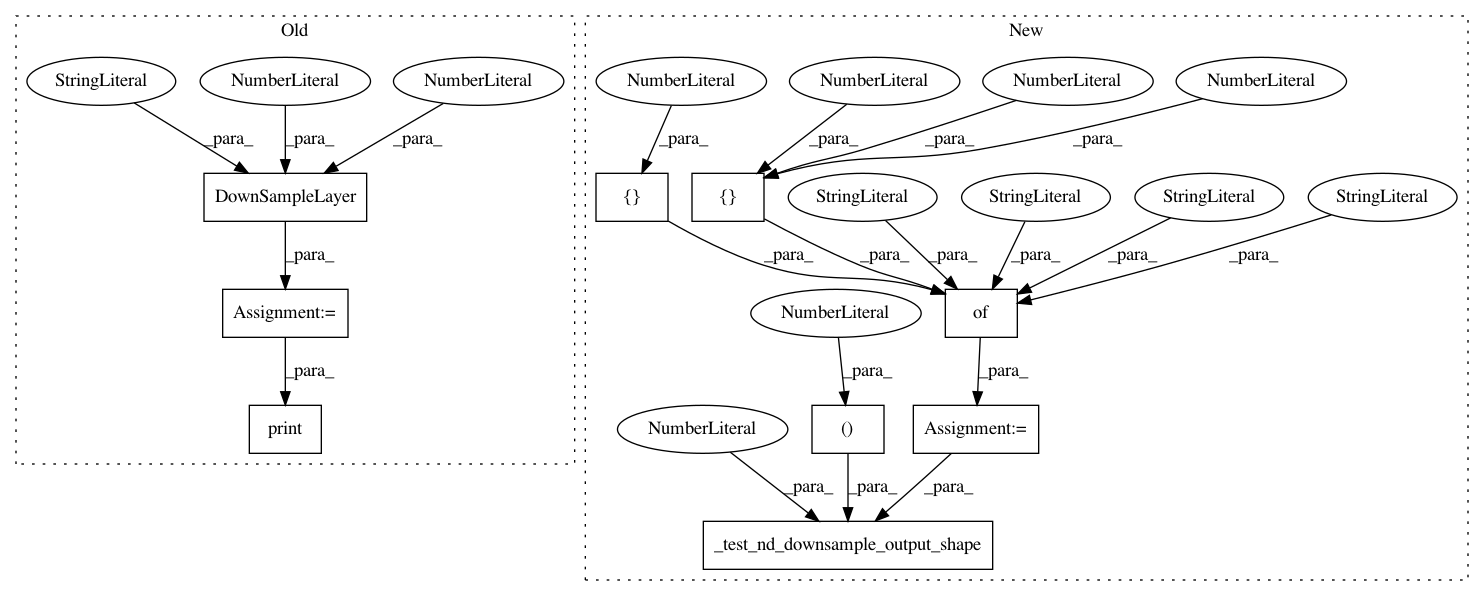 Old
New
StringLiteral
NumberLiteral
NumberLiteral
NumberLiteral
NumberLiteral
NumberLiteral
NumberLiteral
_para_
_para_
_para_
_para_
_para_
_para_
_para_
DownSampleLayer
{}
{}
StringLiteral
StringLiteral
StringLiteral
StringLiteral
_para_
_para_
_para_
_para_
_para_
_para_
_para_
Assignment:=
NumberLiteral
of
_para_
_para_
_para_
print
NumberLiteral
()
Assignment:=
_para_
_para_
_para_
_test_nd_downsample_output_shape